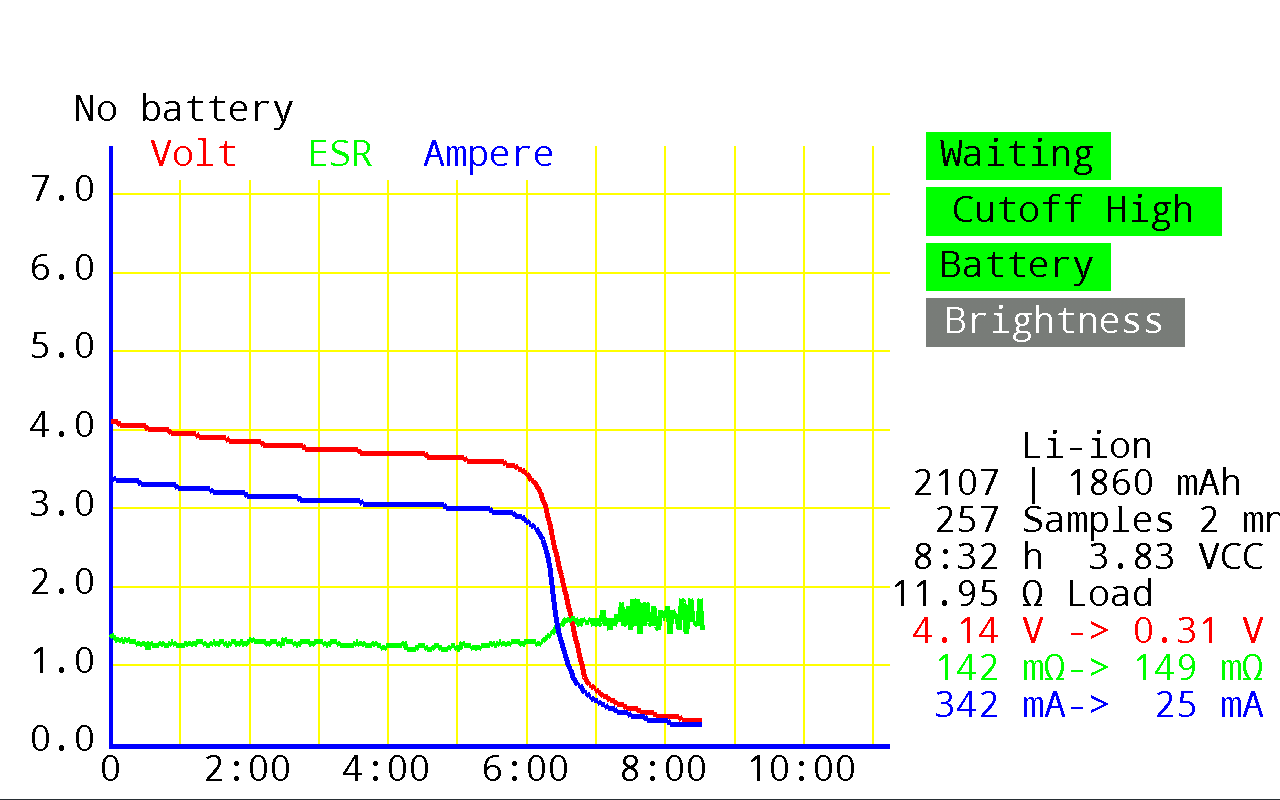 No battery
Volt ESR Ampere
7.0
6.0
5.0
4.0
3.0
2.0
1.0
0.0
0 2:00 4:00 6:00 8:00 10:00
Waiting
Cutoff High
Battery
Brightness
Li-ion
2107 | 1860 mAh
257 Samples 2 mn
8:32 h 3.83 VCC
11.95 Ω Load
4.14 V -> 0.31 V
142 mΩ-> 149 mΩ
342 mA-> 25 mA